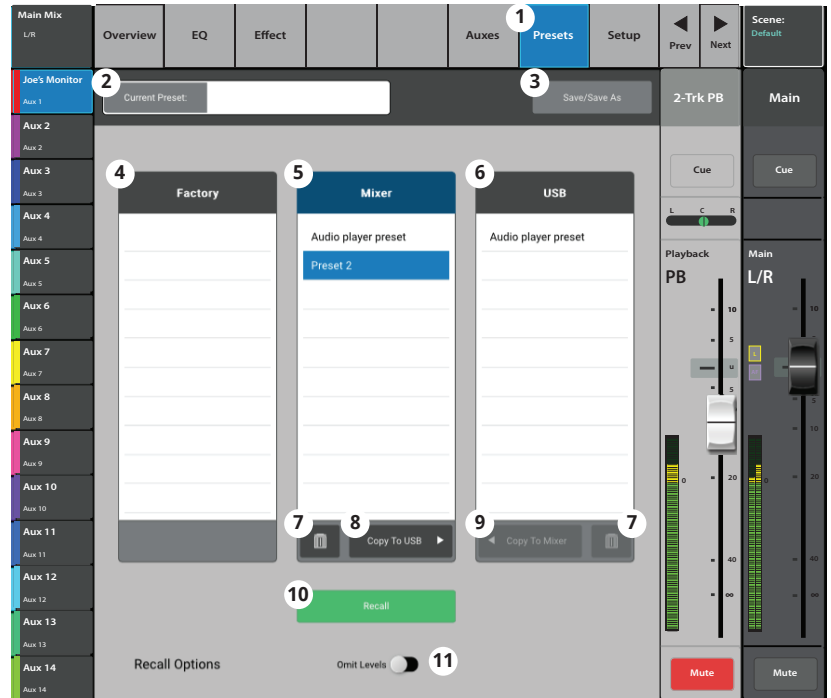 Main Mix
L/R
Overview
EQ
Effect
Auxes
1
Presets
Setup
Prev
Next
Scene:
Default
Joe's Monitor
Aux 1
Aux 2
Aux 2
Aux 3
Aux 3
Aux 4
Aux 4
Aux 5
Aux 5
Aux 6
Aux 6
Aux 7
Aux 7
Aux 8
Aux 8
Aux 9
Aux 9
Aux 10
Aux 10
Aux 11
Aux 11
Aux 12
Aux 12
Aux 13
Aux 13
Aux 14
Aux 14
2
Current Preset:
3
Save/Save As
4
Factory
5
Mixer
Audio player preset
Preset 2
6
USB
Audio player preset
7
8
Copy To USB
9
Copy To Mixer
7
10
Recall
Recall Options
Omit Levels
11
2-Trk PB
Cue
L C R
Playback
PB
10
5
U
5
0
20
40
∞
Mute
Main
Cue
Main
L/R
10
5
L
5
10
0
20
40
∞
Mute